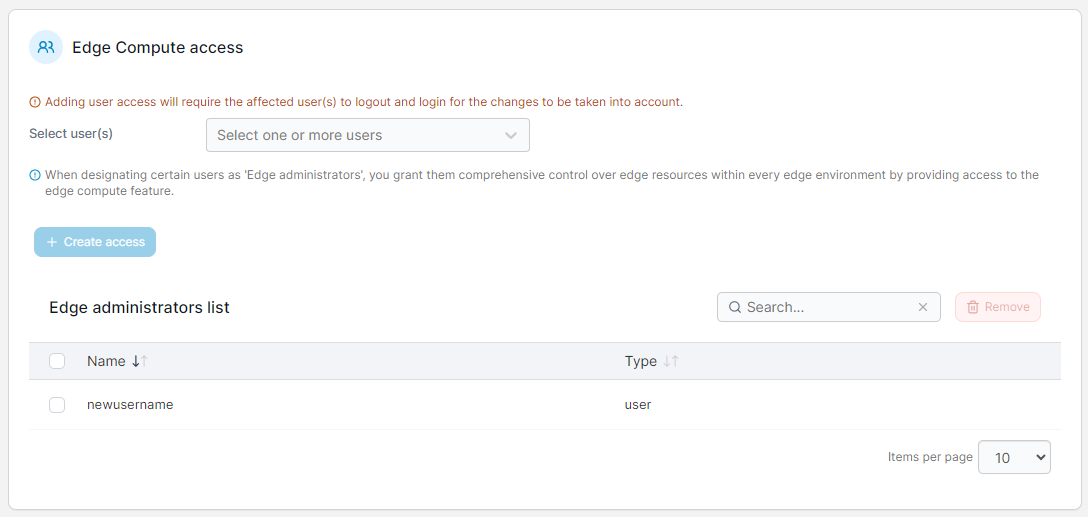 Edge Compute access
Adding user access will require the affected user(s) to logout and login for the changes to be taken into account.
Select user(s)
Select one or more users
When designating certain users as 'Edge administrators', you grant them comprehensive control over edge resources within every edge environment by providing access to the
edge compute feature.
+ Create access
Edge administrators list
Search...
Remove
Name
Type
newusername
user
Items per page
10